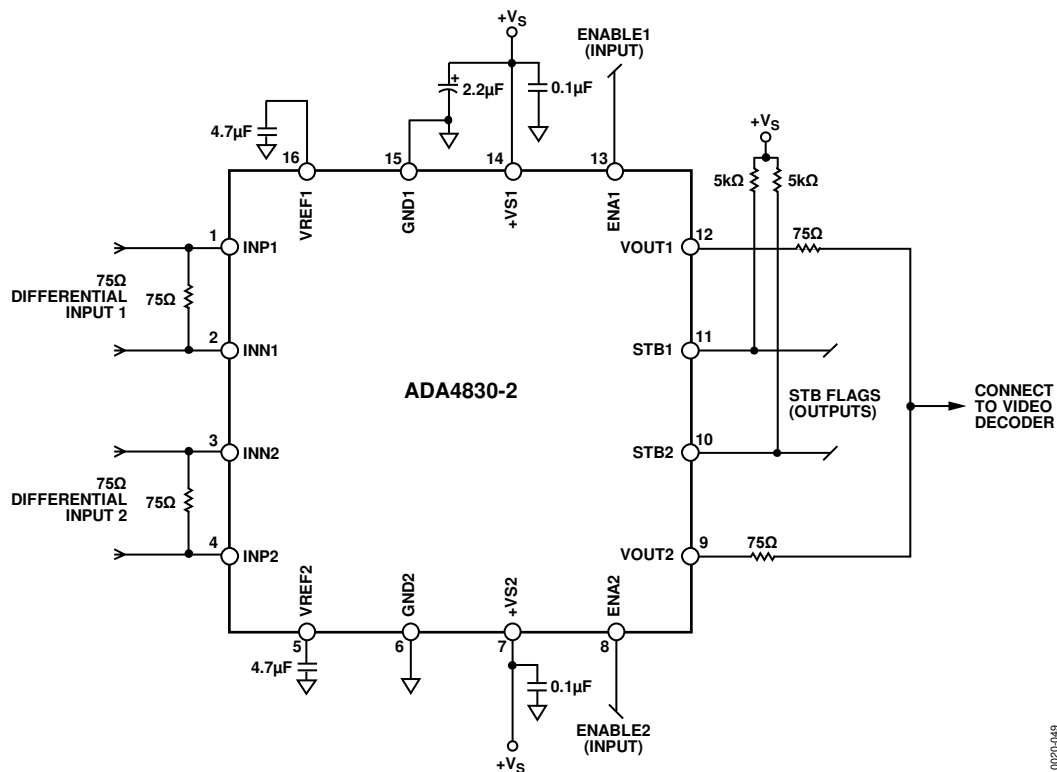 +VS
ENABLE1
(INPUT)
2.2µF
+
0.1µF
4.7µF
+VS
5kΩ
5kΩ
16
15
14
13
VREF1
GND1
+VS1
ENA1
1
INP1
75Ω
DIFFERENTIAL
INPUT 1
75Ω
2
INN1
VOUT1
12
75Ω
STB1
11
ADA4830-2
STB FLAGS
(OUTPUTS)
CONNECT
TO VIDEO
DECODER
3
INN2
75Ω
DIFFERENTIAL
INPUT 2
75Ω
4
INP2
STB2
10
VOUT2
9
75Ω
VREF2
GND2
+VS2
ENA2
5
6
7
8
4.7µF
0.1µF
ENABLE2
(INPUT)
+VS
0020-049